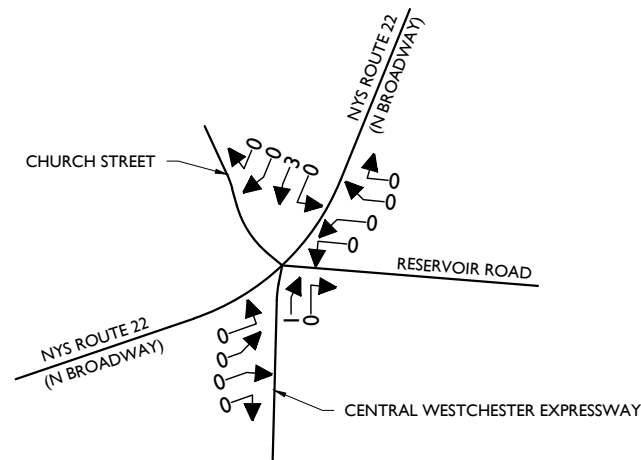 NYS ROUTE 22
(N BROADWAY)
CHURCH STREET
0
0
3
0
0
0
0
0
RESERVOIR ROAD
1
0
NYS ROUTE 22
(N BROADWAY)
0
0
0
0
CENTRAL WESTCHESTER EXPRESSWAY